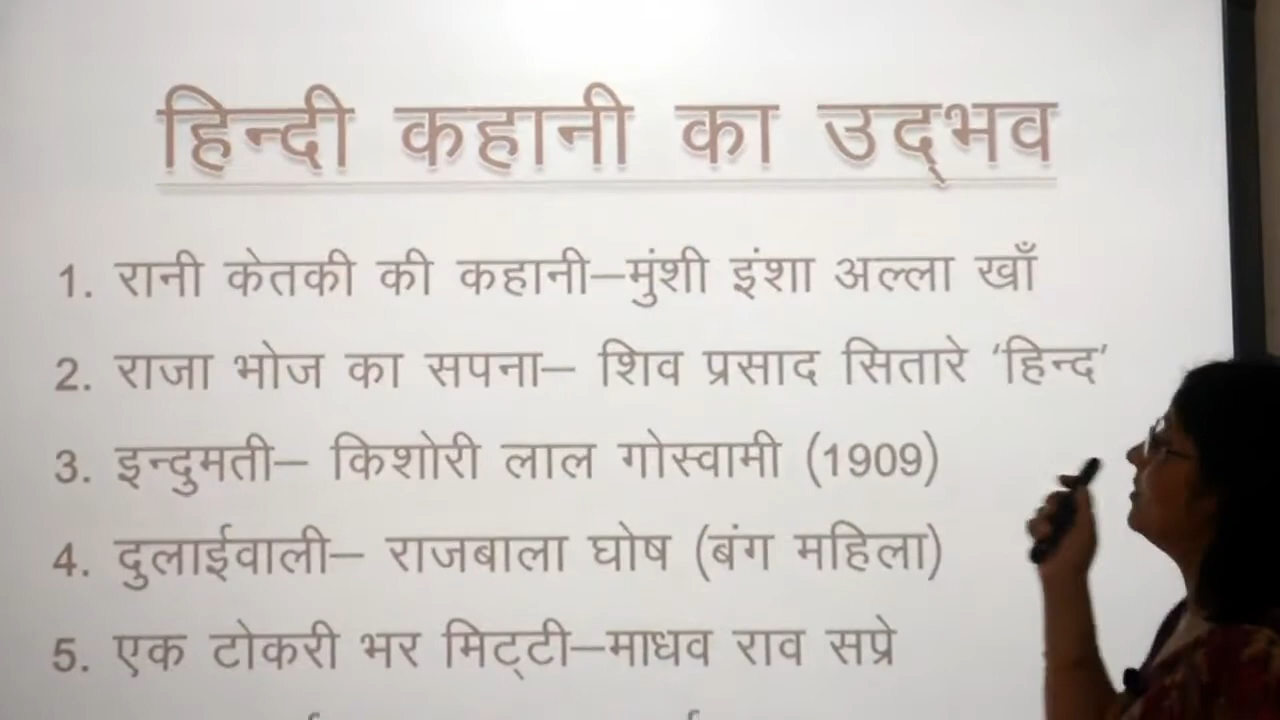 हिन्दी कहानी का उद्‌भव
1. रानी केतकी की कहानी–मुंशी इंशा अल्ला खाँ
2. राजा भोज का सपना– शिव प्रसाद सितारे 'हिन्द'
3. इन्दुमती– किशोरी लाल गोस्वामी (1909)
4. दुलाईवाली– राजबाला घोष (बंग महिला)
5. एक टोकरी भर मिट्‌टी–माधव राव सप्रे